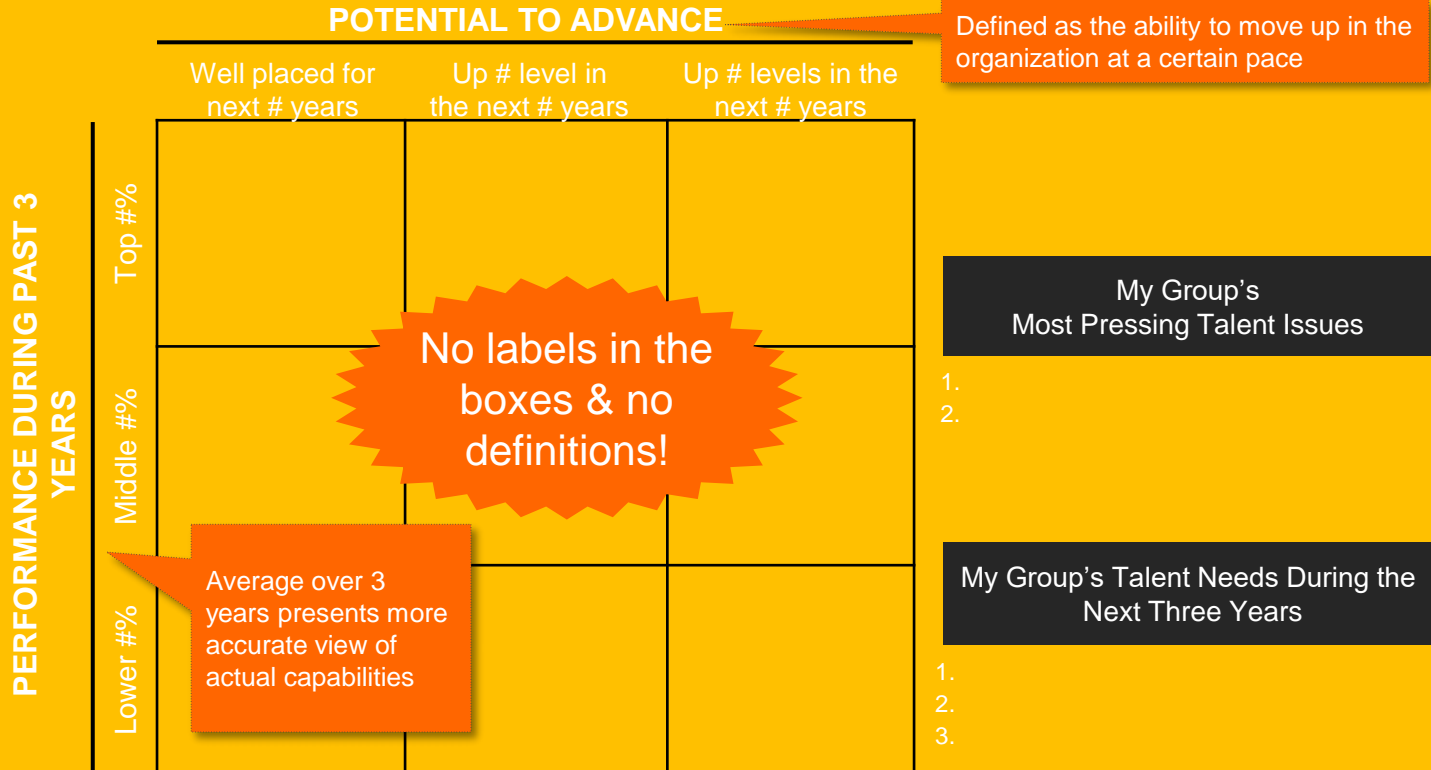 POTENTIAL TO ADVANCE
Defined as the ability to move up in the
organization at a certain pace
Well placed for
next # years
Up # level in
the next # years
Up # levels in the
next # years
PERFORMANCE DURING PAST 3
YEARS
Top #%
Middle #%
Lower #%
No labels in the
boxes & no
definitions!
Average over 3
years presents more
accurate view of
actual capabilities
My Group's
Most Pressing Talent Issues
1.
2.
My Group's Talent Needs During the
Next Three Years
1.
2.
3.